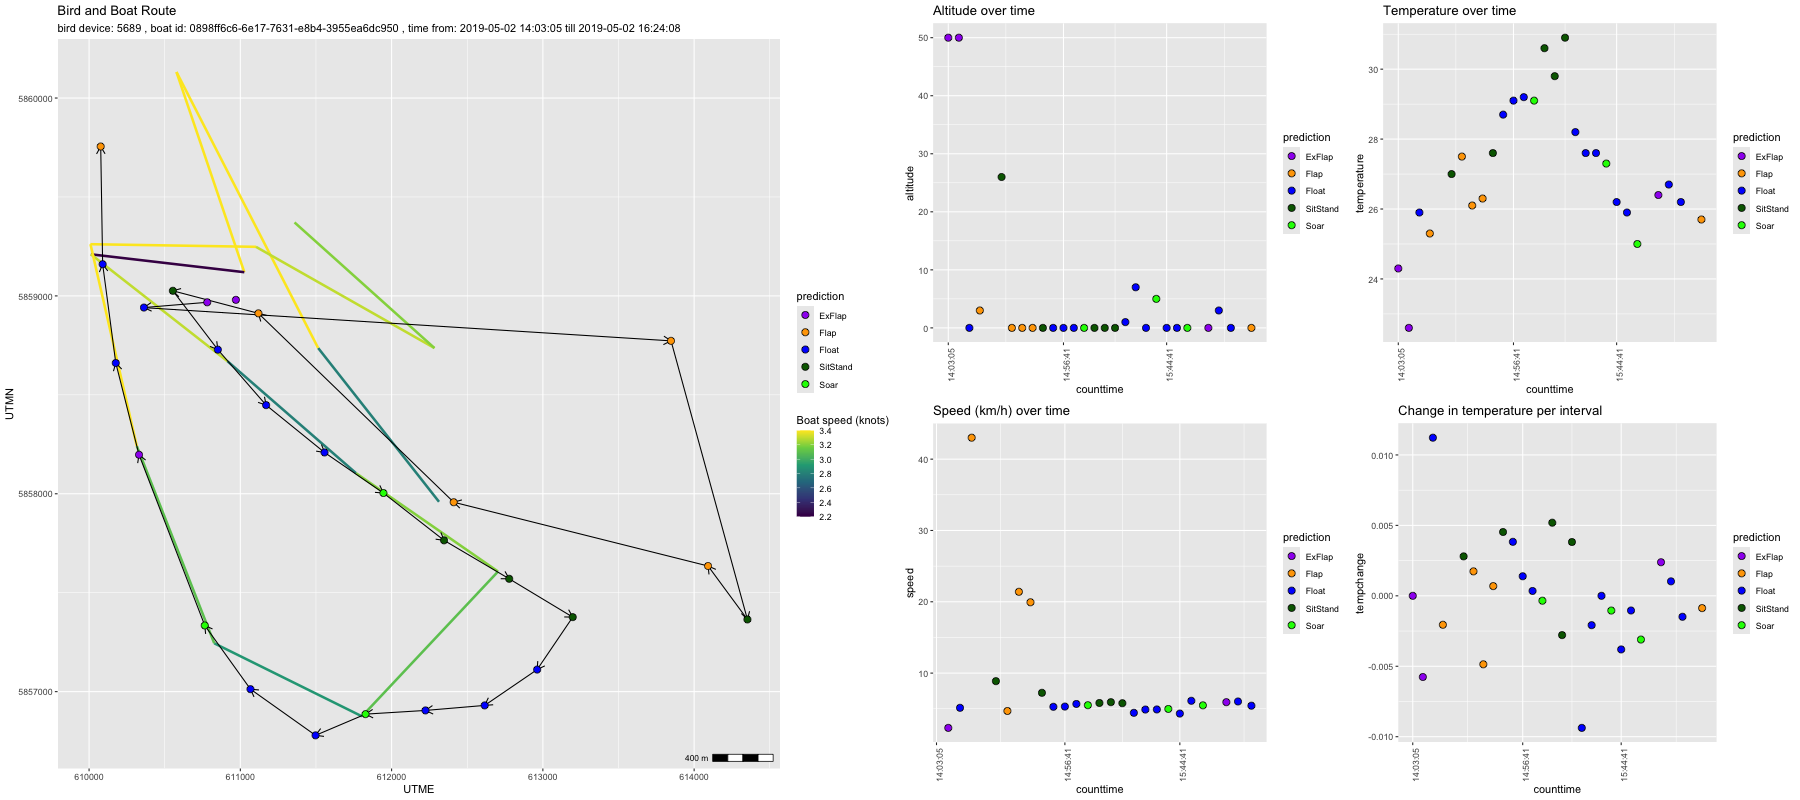 Bird and Boat Route
bird device: 5689 , boat id: 0898ff6c6-6e17-7631-e8b4-3955ea6dc950 , time from: 2019-05-02 14:03:05 till 2019-05-02 16:24:08
5860000
5859000
5858000
5857000
UTMN
610000
611000
612000
613000
614000
UTME
400 m
prediction
ExFlap
Flap
Float
SitStand
Soar
Boat speed (knots)
3.4
3.2
3.0
2.8
2.6
2.4
2.2
Altitude over time
50
40
30
20
10
0
altitude
14:03:05
14:56:41
15:44:41
counttime
prediction
ExFlap
Flap
Float
SitStand
Soar
Temperature over time
30
28
26
24
temperature
14:03:05
14:56:41
15:44:41
counttime
prediction
ExFlap
Flap
Float
SitStand
Soar
Speed (km/h) over time
40
30
20
10
speed
14:03:05
14:56:41
15:44:41
counttime
prediction
ExFlap
Flap
Float
SitStand
Soar
Change in temperature per interval
0.010
0.005
0.000
-0.005
-0.010
tempchange
14:03:05
14:56:41
15:44:41
counttime
prediction
ExFlap
Flap
Float
SitStand
Soar